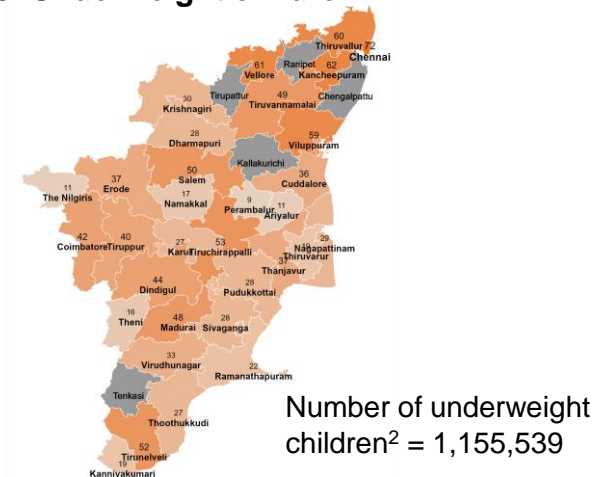 60
Thiruvallur
72
Chennai
Ranipet
61
Vellore
62
Kancheepuram
Tirupattur
49
Tiruvannamalai
Chengalpattu
30
Krishnagiri
28
Dharmapuri
59
Viluppuram
Kallakurichi
50
Salem
36
Cuddalore
11
The Nilgiris
37
Erode
17
Namakkal
9
Perambalur
11
Ariyalur
42
Coimbatore
40
Tiruppur
27
Karur
53
Tiruchirappalli
29
Nagapattinam
Thiruvarur
37
Thanjavur
44
Dindigul
28
Pudukkottai
16
Theni
48
Madurai
28
Sivaganga
33
Virudhunagar
22
Ramanathapuram
Tenkasi
27
Thoothukkudi
52
Tirunelveli
19
Kanniyakumari
Number of underweight
children² = 1,155,539